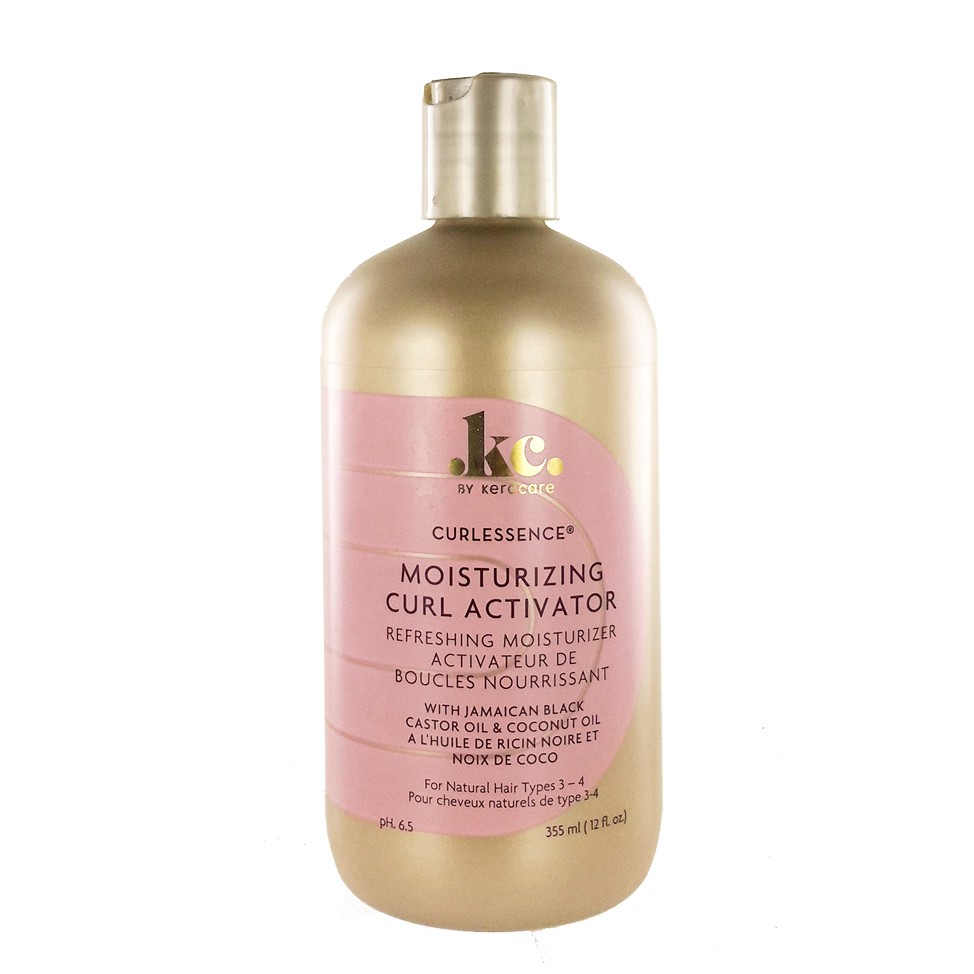 .kc.
BY keracare
CURLESSENCE®
MOISTURIZING
CURL ACTIVATOR
REFRESHING MOISTURIZER
ACTIVATEUR DE
BOUCLES NOURRISSANT
WITH JAMAICAN BLACK
CASTOR OIL & COCONUT OIL
A L'HUILE DE RICIN NOIRE ET
NOIX DE COCO
For Natural Hair Types 3 – 4
Pour cheveux naturels de type 3-4
pH. 6.5
355 ml ( 12 fl. oz.)